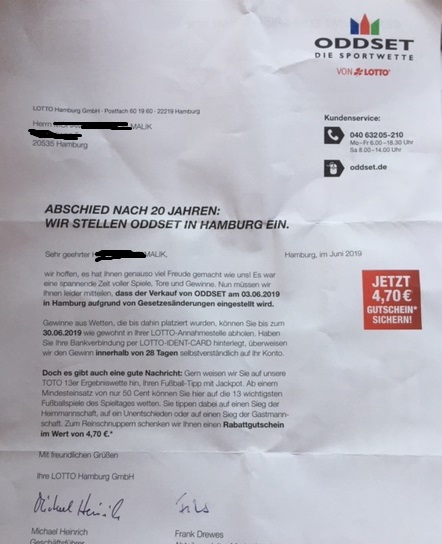 ODDSET
DIE SPORTWETTE
VON LOTTO
LOTTO Hamburg GmbH · Postfach 60 19 60 · 22219 Hamburg
Herrn MALIK
20535 Hamburg
Kundenservice:
040 63205-210
Mo–Fr 8.00–18.30 Uhr
Sa 8.00–14.00 Uhr
oddset.de
ABSCHIED NACH 20 JAHREN:
WIR STELLEN ODDSET IN HAMBURG EIN.
Sehr geehrter MALIK,
Hamburg, im Juni 2019
wir hoffen, es hat Ihnen genauso viel Freude gemacht wie uns! Es war
eine spannende Zeit voller Spiele, Tore und Gewinne. Nun müssen wir
Ihnen leider mitteilen, dass der Verkauf von ODDSET am 03.06.2019
in Hamburg aufgrund von Gesetzesänderungen eingestellt wird.
JETZT
4,70 €
GUTSCHEIN*
SICHERN!
Gewinne aus Wetten, die bis dahin platziert wurden, können Sie bis zum
30.06.2019 wie gewohnt in Ihrer LOTTO-Annahmestelle abholen. Haben
Sie Ihre Bankverbindung per LOTTO-IDENT-CARD hinterlegt, überweisen
wir den Gewinn innerhalb von 28 Tagen selbstverständlich auf Ihr Konto.
Doch es gibt auch eine gute Nachricht: Gern weisen wir Sie auf unsere
TOTO 13er Ergebniswette hin, Ihren Fußball-Tipp mit Jackpot. Ab einem
Mindesteinsatz von nur 50 Cent können Sie hier auf die 13 wichtigsten
Fußballspiele des Spieltages wetten. Sie tippen dabei auf einen Sieg der
Heimmannschaft, auf ein Unentschieden oder auf einen Sieg der Gastmann-
schaft. Zum Reinschnuppern schenken wir Ihnen einen Rabattgutschein
im Wert von 4,70 €.*
Mit freundlichen Grüßen
Ihre LOTTO Hamburg GmbH
Michael Heinrich
Frank Drewes
Geschäftsführer